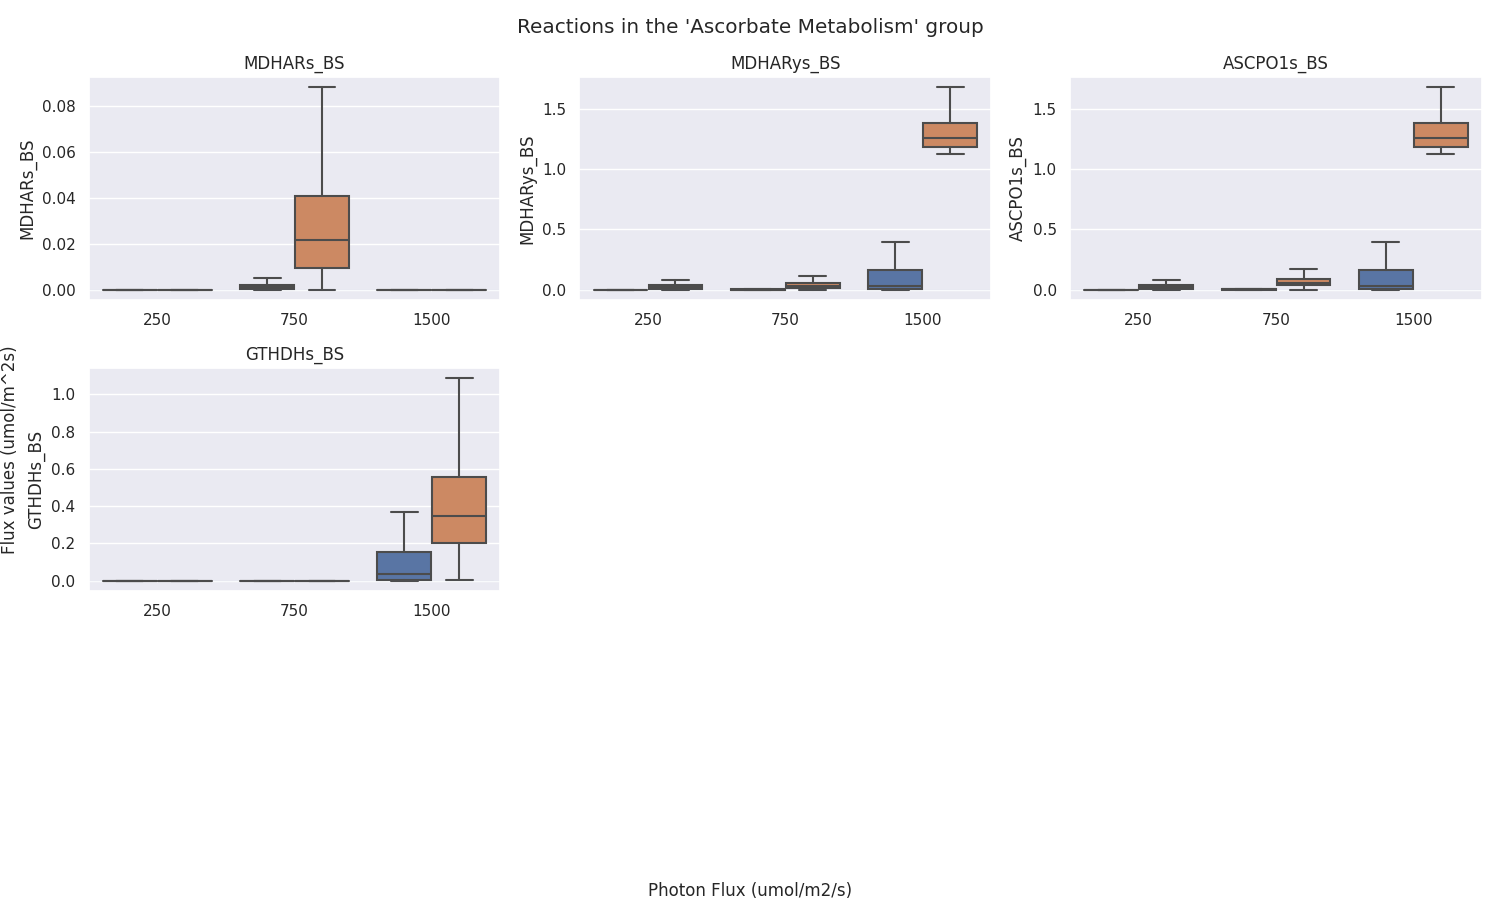 Reactions in the 'Ascorbate Metabolism' group
MDHARs_BS
MDHARs_BS
0.08
0.06
0.04
0.02
0.00
250 750 1500
MDHARys_BS
MDHARys_BS
1.5
1.0
0.5
0.0
250 750 1500
ASCPO1s_BS
ASCPO1s_BS
1.5
1.0
0.5
0.0
250 750 1500
GTHDHs_BS
Flux values (umol/m^2s)
GTHDHs_BS
1.0
0.8
0.6
0.4
0.2
0.0
250 750 1500
Photon Flux (umol/m2/s)